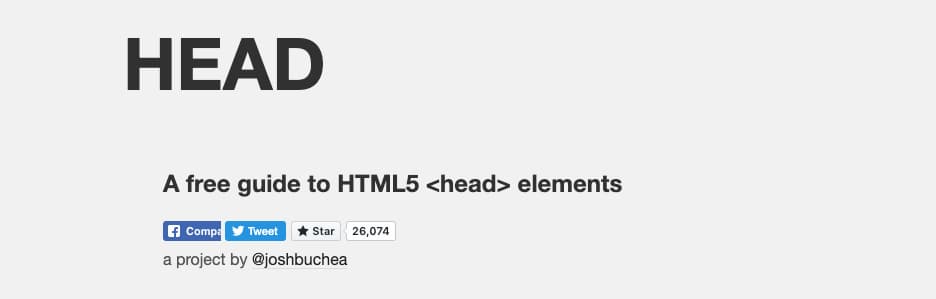 HEAD
A free guide to HTML5 <head> elements
Compa Tweet Star 26,074
a project by @joshbuchea